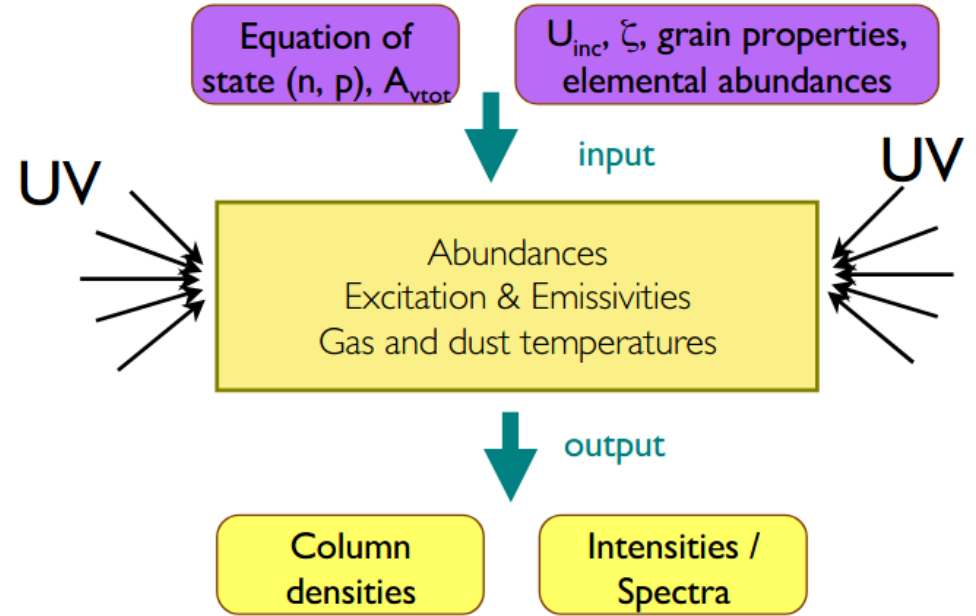 Equation of
state (n, p), Avtot
Uinc, ζ, grain properties,
elemental abundances
input
UV
UV
Abundances
Excitation & Emissivities
Gas and dust temperatures
output
Column
densities
Intensities /
Spectra